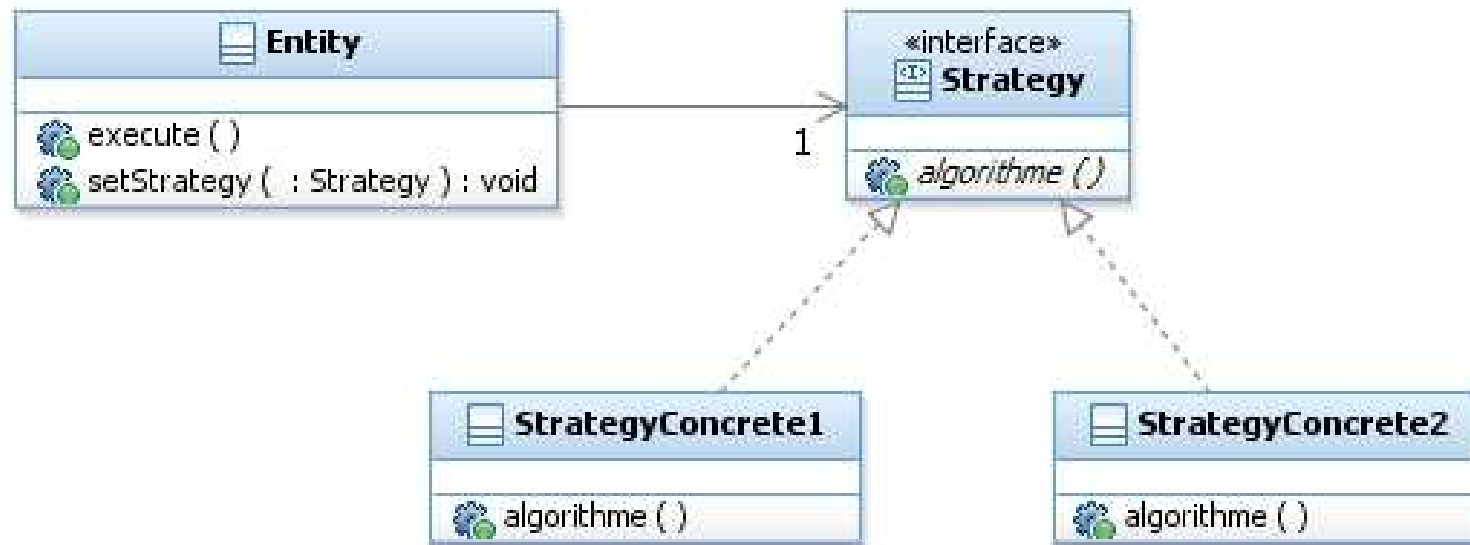 Entity
execute ( )
setStrategy ( : Strategy ) : void
1
«interface»
Strategy
algorithme ( )
StrategyConcrete1
algorithme ( )
StrategyConcrete2
algorithme ( )